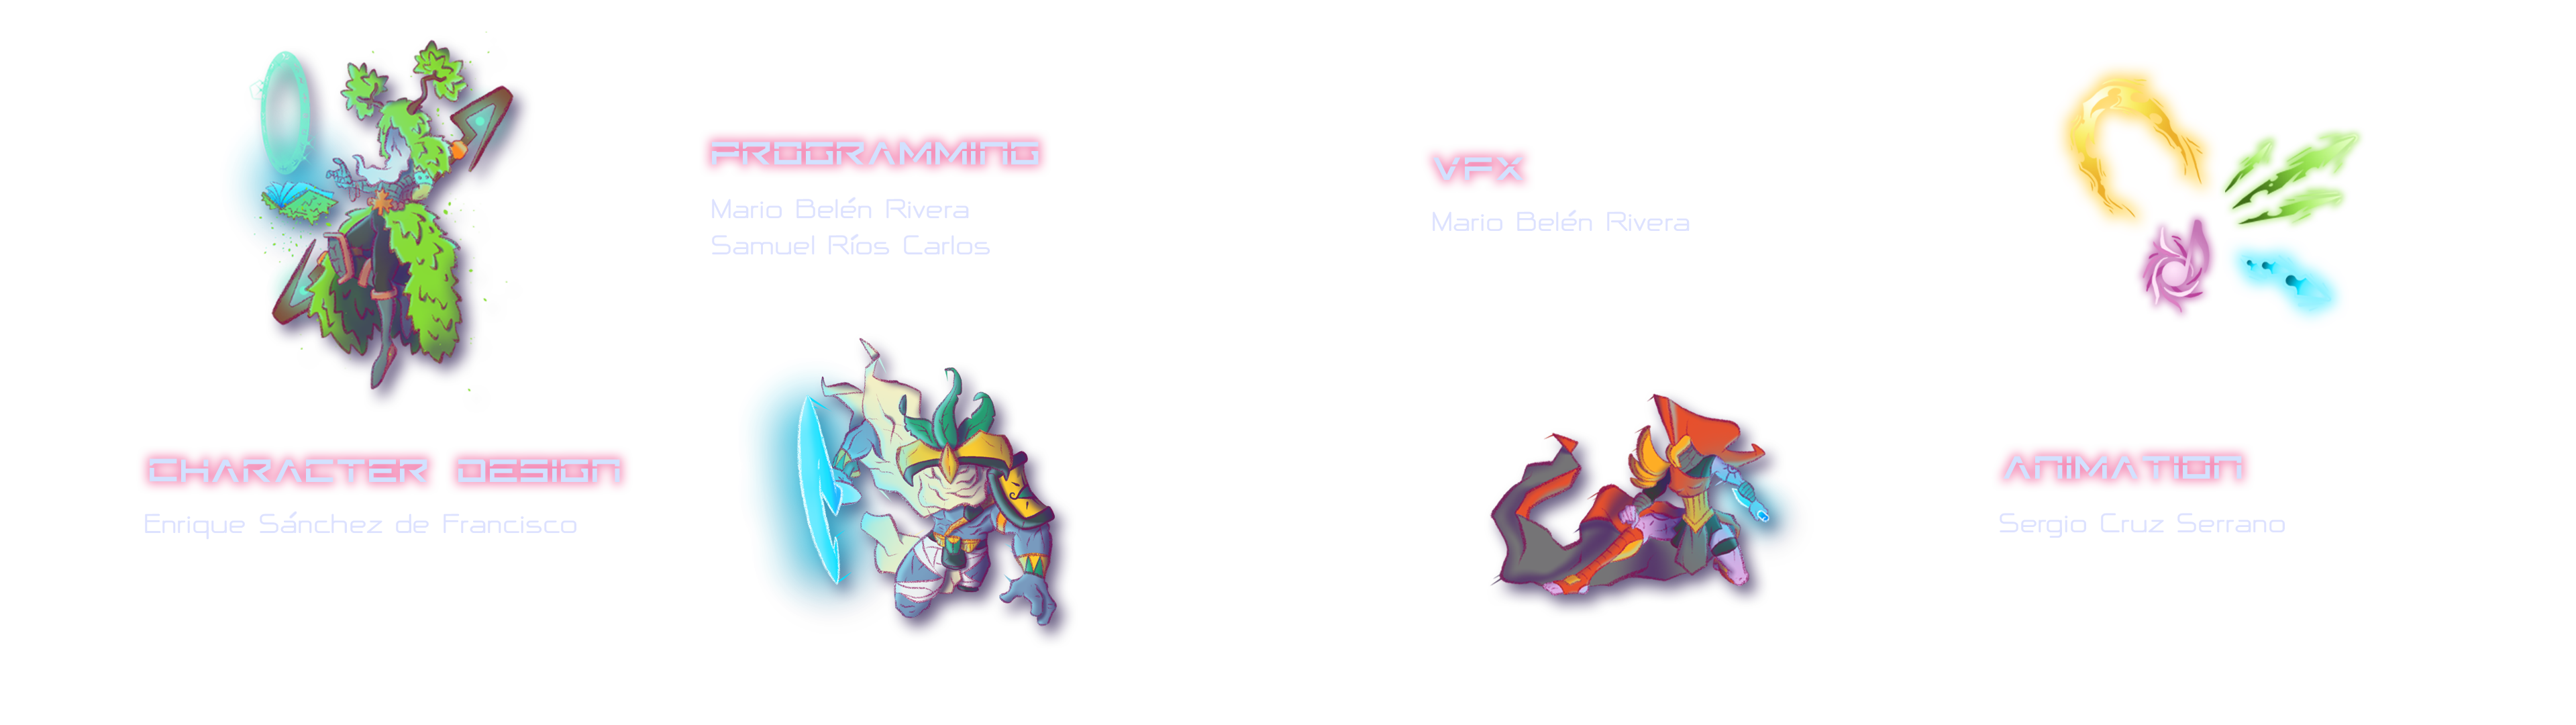 PROGRAMMING
Mario Belén Rivera
Samuel Ríos Carlos
VFX
Mario Belén Rivera
CHARACTER DESIGN
Enrique Sánchez de Francisco
ANIMATION
Sergio Cruz Serrano